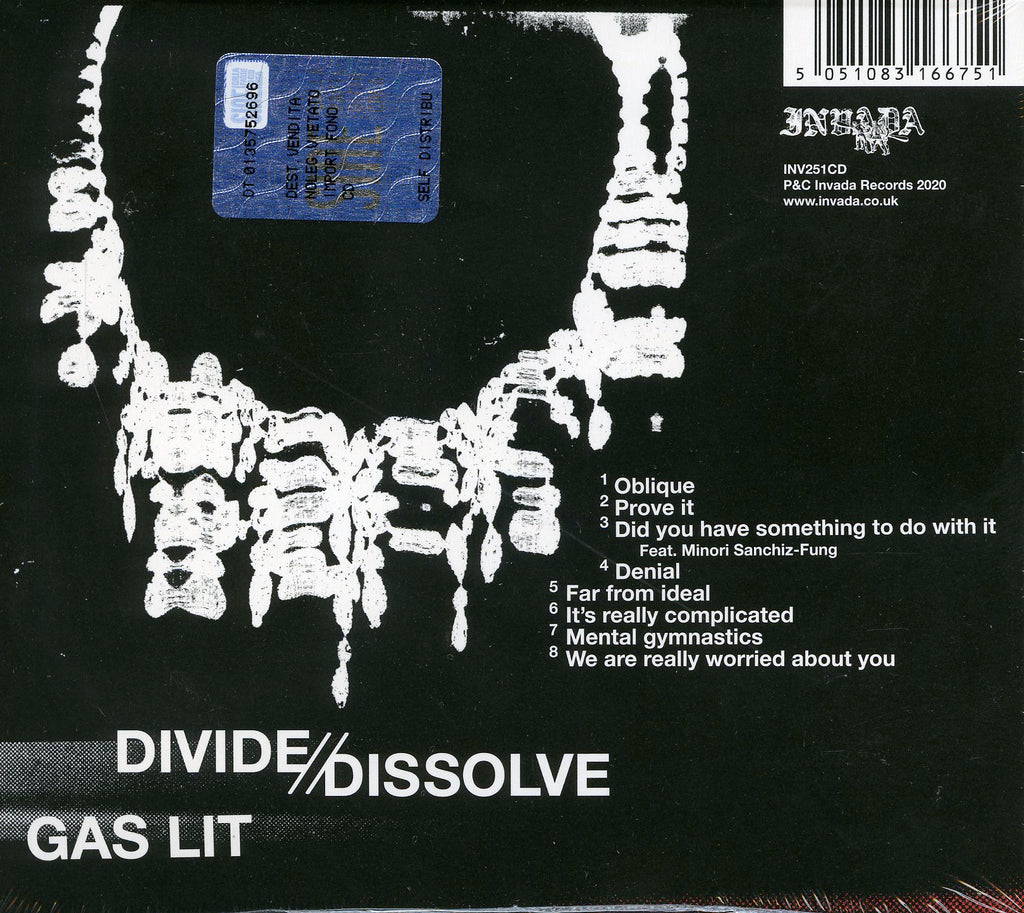 5 051083 166751
INVADA
INV251CD
P&C Invada Records 2020
www.invada.co.uk
DT 0135752696
DEST VENDITA
NOLEG.VIETATO
IMPORT FONO
CD
SELF DISTRIBU
1 Oblique
2 Prove it
3 Did you have something to do with it
Feat. Minori Sanchiz-Fung
4 Denial
5 Far from ideal
6 It's really complicated
7 Mental gymnastics
8 We are really worried about you
DIVIDE//DISSOLVE
GAS LIT